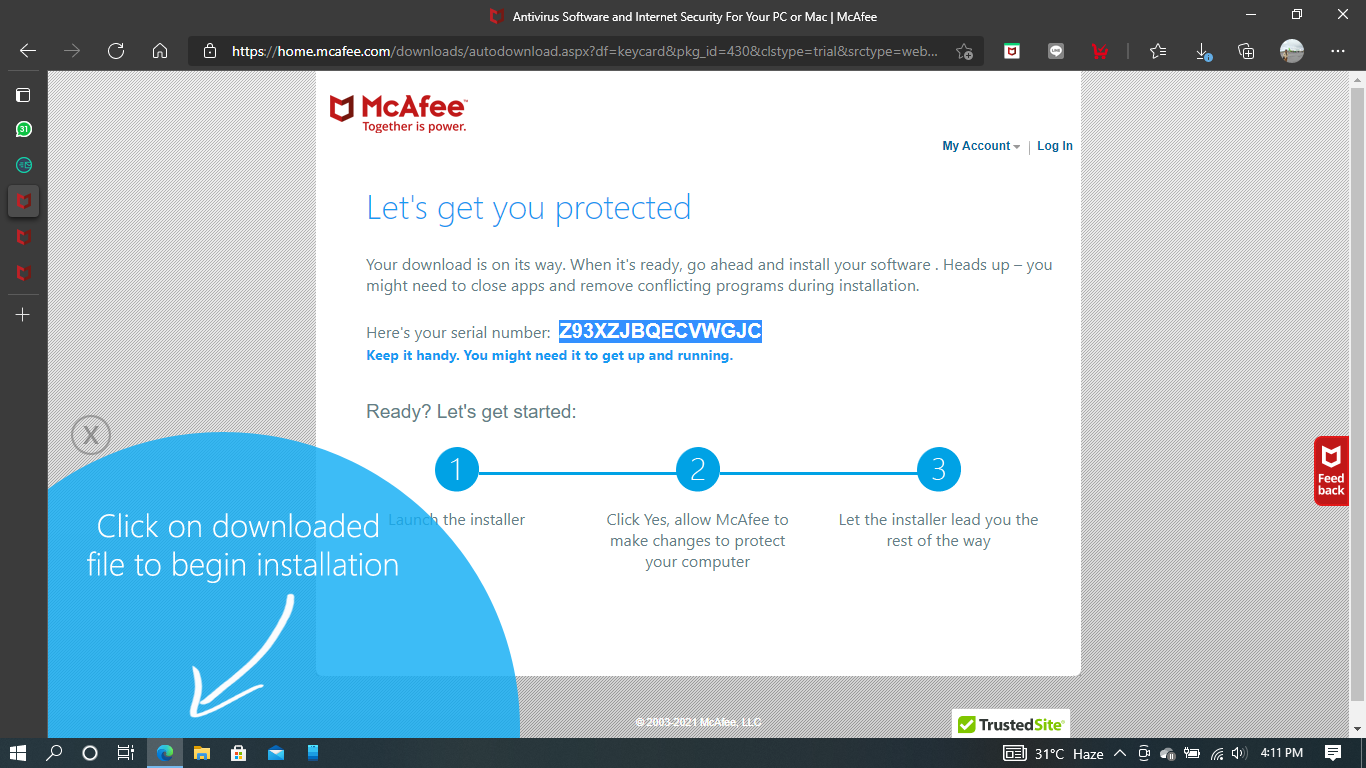 Antivirus Software and Internet Security For Your PC or Mac | McAfee
https://home.mcafee.com/downloads/autodownload.aspx?df=keycard&pkg_id=430&clstype=trial&srctype=web...
31
McAfee™
Together is power.
My Account | Log In
Let's get you protected
Your download is on its way. When it's ready, go ahead and install your software . Heads up – you
might need to close apps and remove conflicting programs during installation.
Here's your serial number: Z93XZJBQECVWGJC
Keep it handy. You might need it to get up and running.
Ready? Let's get started:
X
1 2 3
Launch the installer
Click Yes, allow McAfee to
make changes to protect
your computer
Let the installer lead you the
rest of the way
Click on downloaded
file to begin installation
Feed
back
© 2003-2021 McAfee, LLC
TrustedSite
31°C Haze 4:11 PM